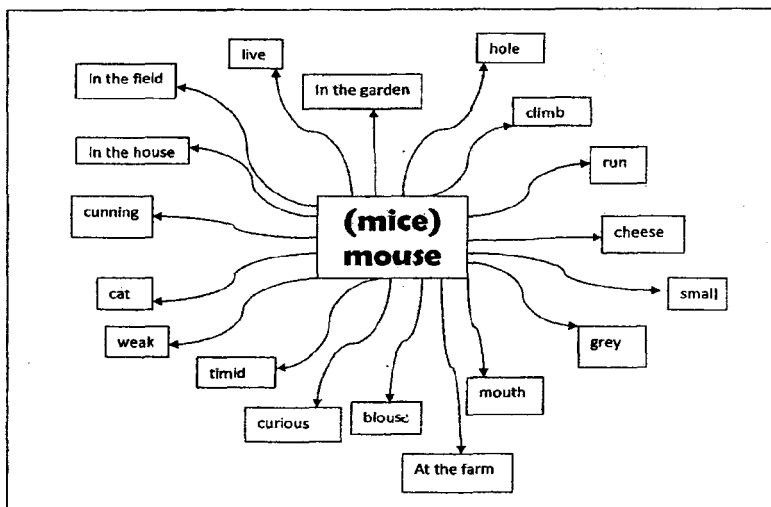 live
hole
In the field
In the garden
climb
In the house
run
cunning
(mice)
mouse
cheese
cat
small
weak
grey
timid
mouth
curious
blouse
At the farm